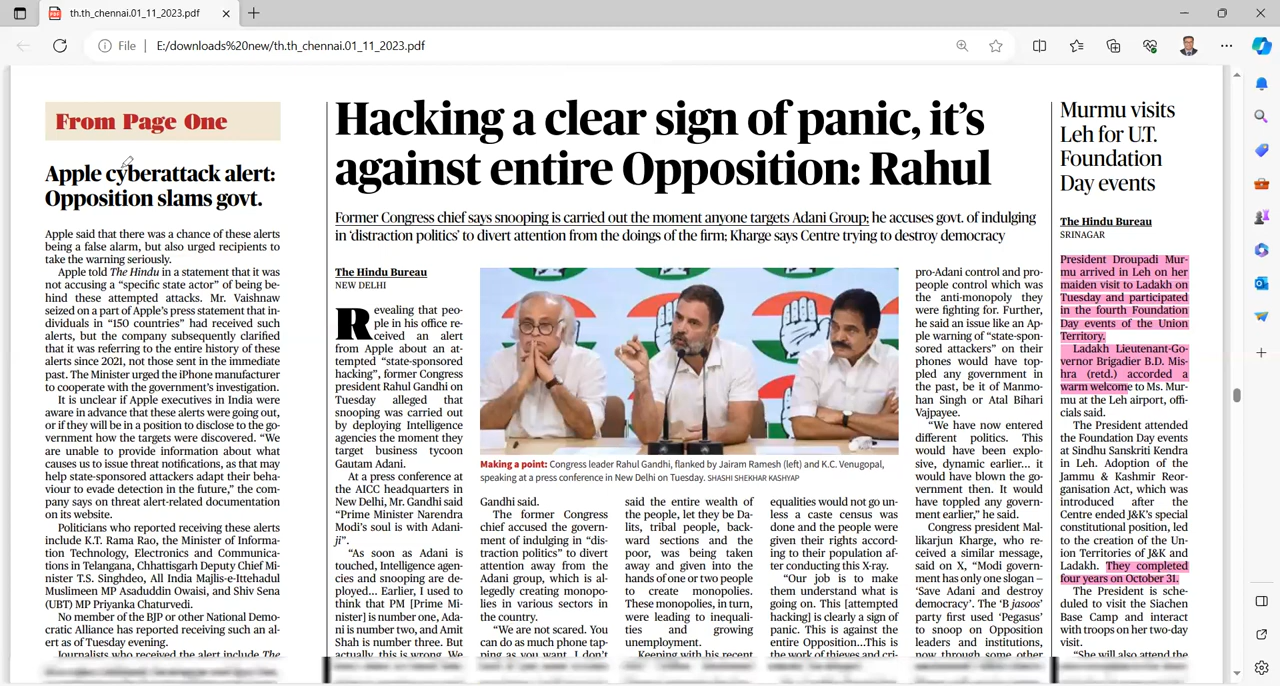 th.th_chennai.01_11_2023.pdf
File
E:/downloads%20new/th.th_chennai.01_11_2023.pdf
From Page One
Apple cyberattack alert:
Opposition slams govt.
Apple said that there was a chance of these alerts
being a false alarm, but also urged recipients to
take the warning seriously.
Apple told The Hindu in a statement that it was
not accusing a “specific state actor” of being be-
hind these attempted attacks. Mr. Vaishnaw
seized on a part of Apple’s press statement that in-
dividuals in “150 countries” had received such
alerts, but the company subsequently clarified
that it was referring to the entire history of these
alerts since 2021, not those sent in the immediate
past. The Minister urged the iPhone manufacturer
to cooperate with the government’s investigation.
It is unclear if Apple executives in India were
aware in advance that these alerts were going out,
or if they will be in a position to disclose to the go-
vernment how the targets were discovered. “We
are unable to provide information about what
causes us to issue threat notifications, as that may
help state-sponsored attackers adapt their beha-
viour to evade detection in the future,” the com-
pany says on threat alert-related documentation
on its website.
Politicians who reported receiving these alerts
include K.T. Rama Rao, the Minister of Informa-
tion Technology, Electronics and Communica-
tions in Telangana, Chhattisgarh Deputy Chief Mi-
nister T.S. Singhdeo, All India Majlis-e-Ittehadul
Muslimeen MP Asaduddin Owaisi, and Shiv Sena
(UBT) MP Priyanka Chaturvedi.
No member of the BJP or other National Demo-
cratic Alliance has reported receiving such an al-
ert as of Tuesday evening.
Journalists who received the alert include The
Hacking a clear sign of panic, it’s
against entire Opposition: Rahul
Former Congress chief says snooping is carried out the moment anyone targets Adani Group; he accuses govt. of indulging
in ‘distraction politics’ to divert attention from the doings of the firm; Kharge says Centre trying to destroy democracy
The Hindu Bureau
NEW DELHI
Revealing that peo-
ple in his office re-
ceived an alert
from Apple about an at-
tempted “state-sponsored
hacking”, former Congress
president Rahul Gandhi on
Tuesday alleged that
snooping was carried out
by deploying Intelligence
agencies the moment they
target business tycoon
Gautam Adani.
At a press conference at
the AICC headquarters in
New Delhi, Mr. Gandhi said
“Prime Minister Narendra
Modi’s soul is with Adani-
ji”.
“As soon as Adani is
touched, Intelligence agen-
cies and snooping are de-
ployed... Earlier, I used to
think that PM [Prime Mi-
nister] is number one, Ada-
ni is number two, and Amit
Shah is number three. But
actually, this is wrong. We
Making a point: Congress leader Rahul Gandhi, flanked by Jairam Ramesh (left) and K.C. Venugopal,
speaking at a press conference in New Delhi on Tuesday. SHASHI SHEKHAR KASHYAP
Gandhi said.
The former Congress
chief accused the govern-
ment of indulging in “dis-
traction politics” to divert
attention away from the
Adani group, which is al-
legedly creating monopo-
lies in various sectors in
the country.
“We are not scared. You
can do as much phone tap-
ping as you want, I don’t
said the entire wealth of
the people, let they be Da-
lits, tribal people, back-
ward sections and the
poor, was being taken
away and given into the
hands of one or two people
to create monopolies.
These monopolies, in turn,
were leading to inequali-
ties and growing
unemployment.
Keeping with his recent
equalities would not go un-
less a caste census was
done and the people were
given their rights accord-
ing to their population af-
ter conducting this X-ray.
“Our job is to make
them understand what is
going on. This [attempted
hacking] is clearly a sign of
panic. This is against the
entire Opposition...This is
the work of thieves and cri-
pro-Adani control and pro-
people control which was
the anti-monopoly they
were fighting for. Further,
he said an issue like an Ap-
ple warning of “state-spon-
sored attackers” on their
phones would have top-
pled any government in
the past, be it of Manmo-
han Singh or Atal Bihari
Vajpayee.
“We have now entered
different politics. This
would have been explo-
sive, dynamic earlier... it
would have blown the go-
vernment then. It would
have toppled any govern-
ment earlier,” he said.
Congress president Mal-
likarjun Kharge, who re-
ceived a similar message,
said on X, “Modi govern-
ment has only one slogan –
‘Save Adani and destroy
democracy’. The ‘B jasoos’
party first used ‘Pegasus’
to snoop on Opposition
leaders and institutions,
now through some other
Murmu visits
Leh for U.T.
Foundation
Day events
The Hindu Bureau
SRINAGAR
President Droupadi Mur-
mu arrived in Leh on her
maiden visit to Ladakh on
Tuesday and participated
in the fourth Foundation
Day events of the Union
Territory.
Ladakh Lieutenant-Go-
vernor Brigadier B.D. Mis-
hra (retd.) accorded a
warm welcome to Ms. Mur-
mu at the Leh airport, offi-
cials said.
The President attended
the Foundation Day events
at Sindhu Sanskriti Kendra
in Leh. Adoption of the
Jammu & Kashmir Reor-
ganisation Act, which was
introduced after the
Centre ended J&K’s special
constitutional position, led
to the creation of the Un-
ion Territories of J&K and
Ladakh. They completed
four years on October 31.
The President is sche-
duled to visit the Siachen
Base Camp and interact
with troops on her two-day
visit.
“She will also attend the